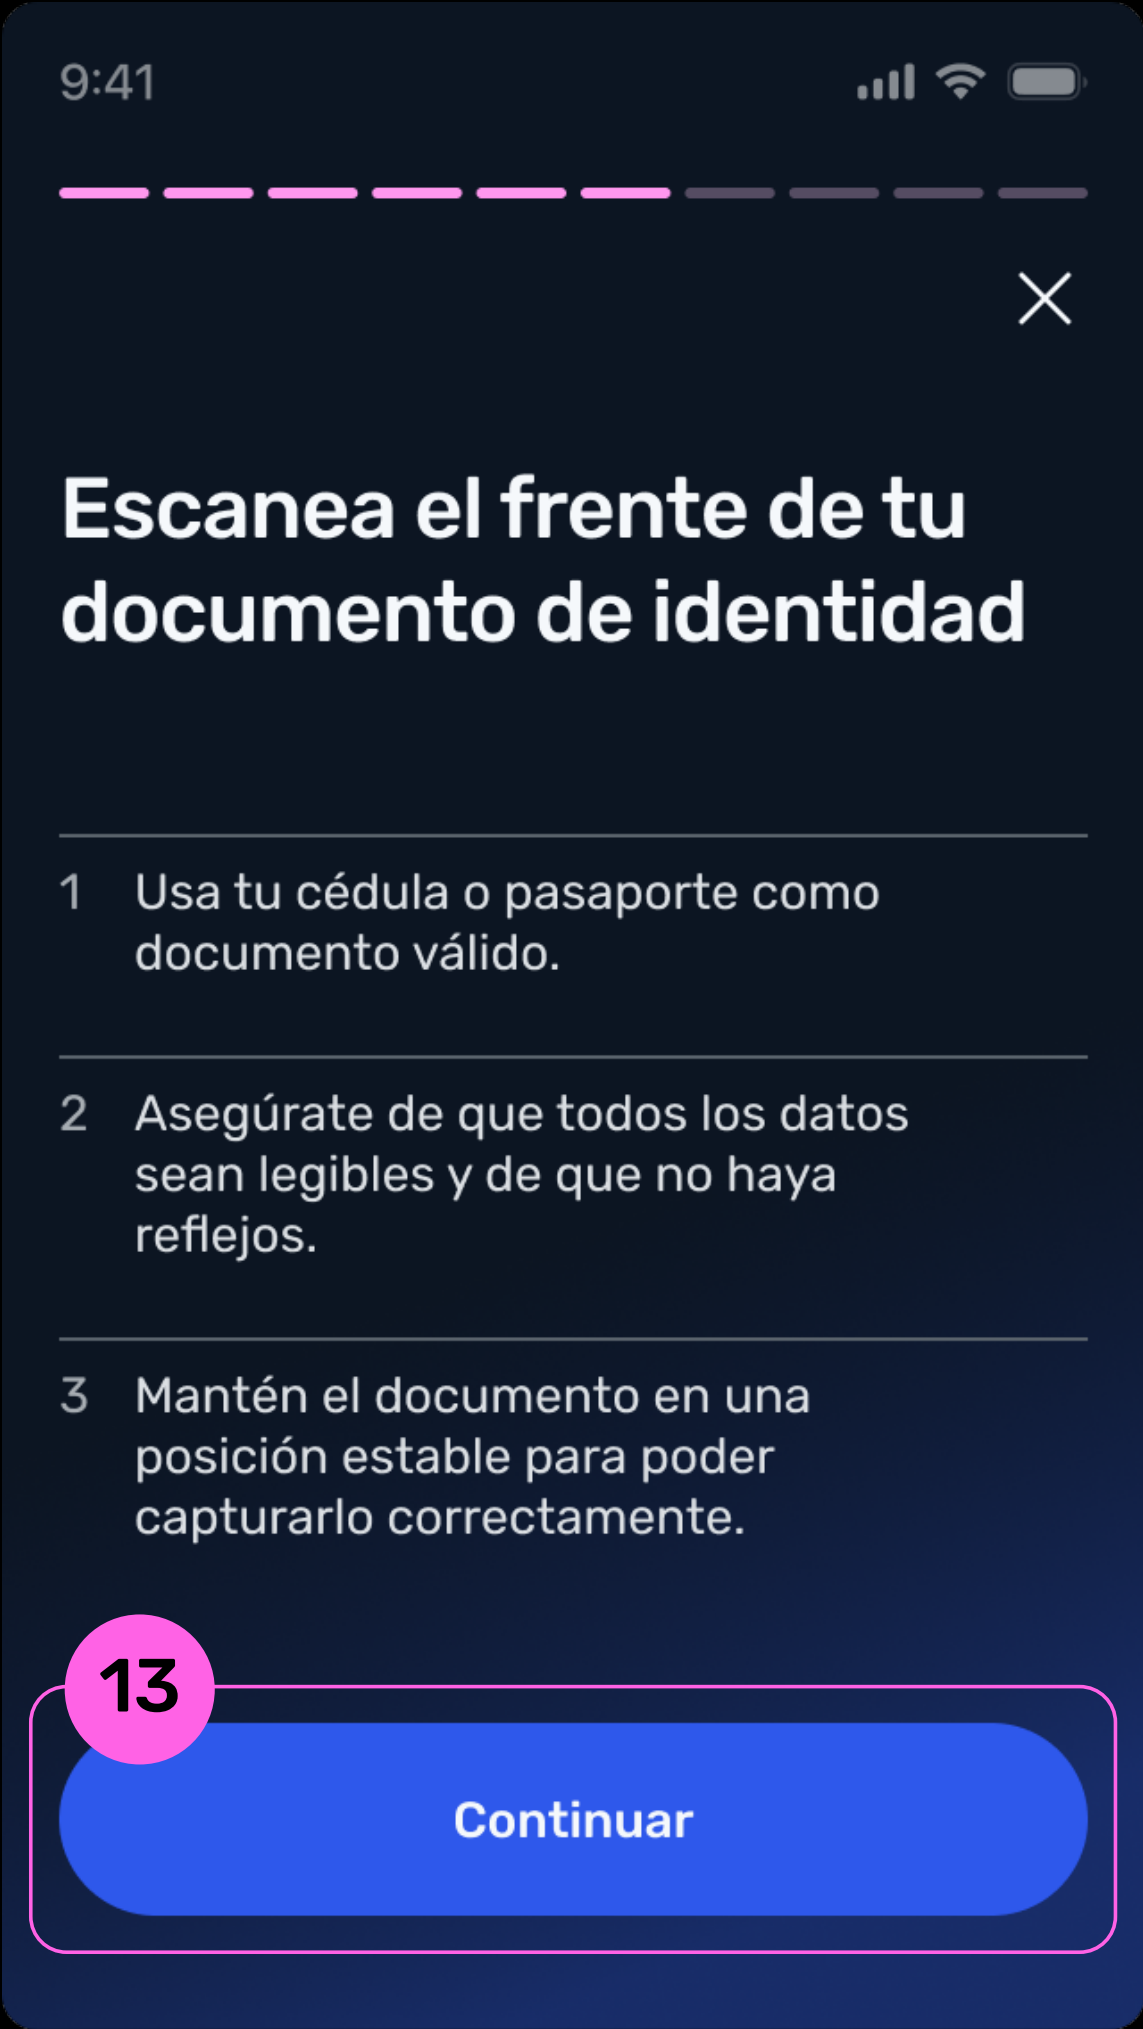 9:41
Escanea el frente de tu
documento de identidad
1 Usa tu cédula o pasaporte como
documento válido.
2 Asegúrate de que todos los datos
sean legibles y de que no haya
reflejos.
3 Mantén el documento en una
posición estable para poder
capturarlo correctamente.
13
Continuar